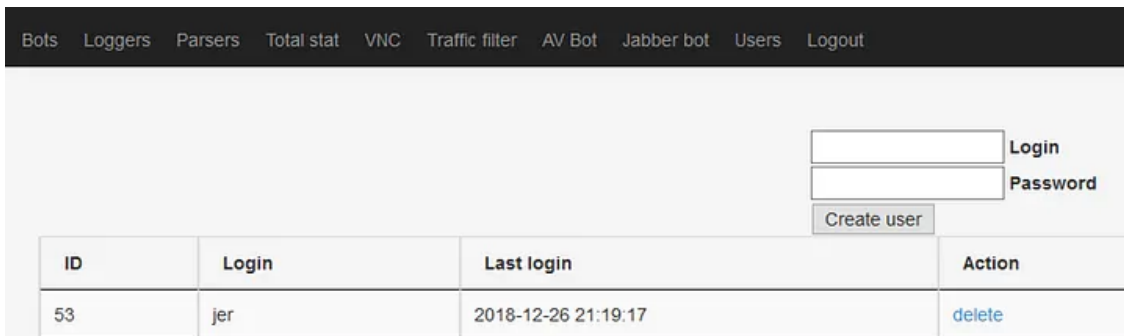 Bots Loggers Parsers Total stat VNC Traffic filter AV Bot Jabber bot Users Logout
Login
Password
Create user
ID Login Last login Action
53 jer 2018-12-26 21:19:17 delete